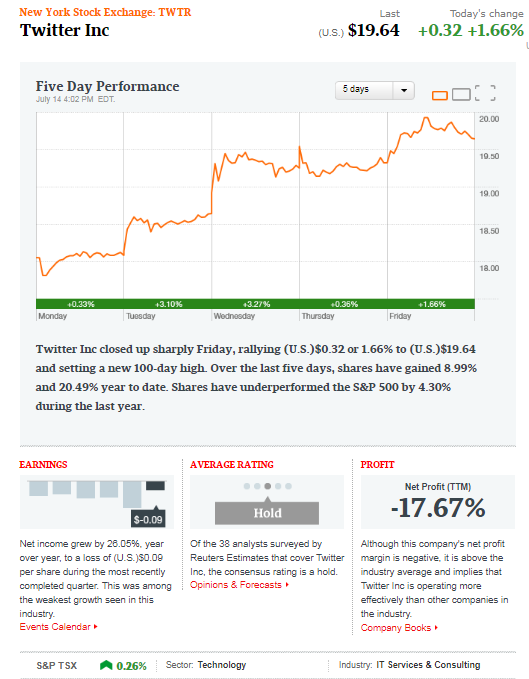 New York Stock Exchange: TWTR
Last
Today's change
Twitter Inc
(U.S.) $19.64
+0.32 +1.66%
Five Day Performance
July 14 4:02 PM EDT.
5 days
20.00
19.50
19.00
18.50
18.00
+0.33% +3.10% +3.27% +0.36% +1.66%
Monday Tuesday Wednesday Thursday Friday
Twitter Inc closed up sharply Friday, rallying (U.S.)$0.32 or 1.66% to (U.S.)$19.64
and setting a new 100-day high. Over the last five days, shares have gained 8.99%
and 20.49% year to date. Shares have underperformed the S&P 500 by 4.30%
during the last year.
EARNINGS
$-0.09
Net income grew by 26.05%, year
over year, to a loss of (U.S.)$0.09
per share during the most recently
completed quarter. This was among
the weakest growth seen in this
industry.
Events Calendar
AVERAGE RATING
Hold
Of the 38 analysts surveyed by
Reuters Estimates that cover Twitter
Inc, the consensus rating is a hold.
Opinions & Forecasts
PROFIT
Net Profit (TTM)
-17.67%
Although this company's net profit
margin is negative, it is above the
industry average and implies that
Twitter Inc is operating more
effectively than other companies in
the industry.
Company Books
S&P TSX 0.26% Sector: Technology Industry: IT Services & Consulting